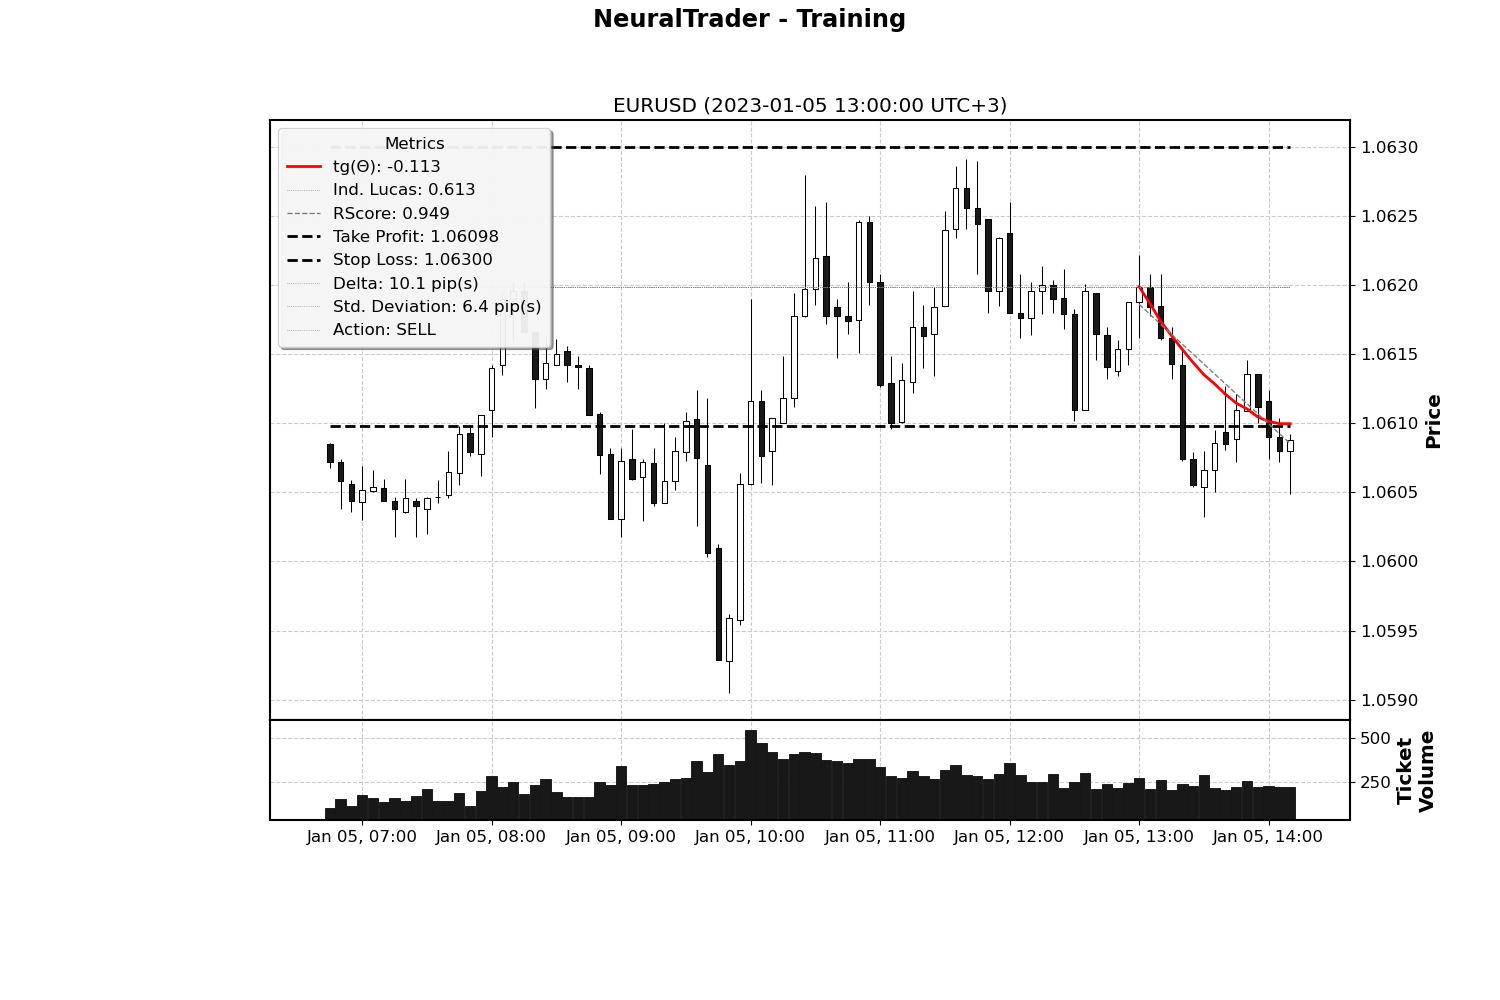 NeuralTrader - Training
EURUSD (2023-01-05 13:00:00 UTC+3)
Metrics
tg(Θ): -0.113
Ind. Lucas: 0.613
RScore: 0.949
Take Profit: 1.06098
Stop Loss: 1.06300
Delta: 10.1 pip(s)
Std. Deviation: 6.4 pip(s)
Action: SELL
1.0630
1.0625
1.0620
1.0615
1.0610
1.0605
1.0600
1.0595
1.0590
Price
500
250
Ticket
Volume
Jan 05, 07:00 Jan 05, 08:00 Jan 05, 09:00 Jan 05, 10:00 Jan 05, 11:00 Jan 05, 12:00 Jan 05, 13:00 Jan 05, 14:00